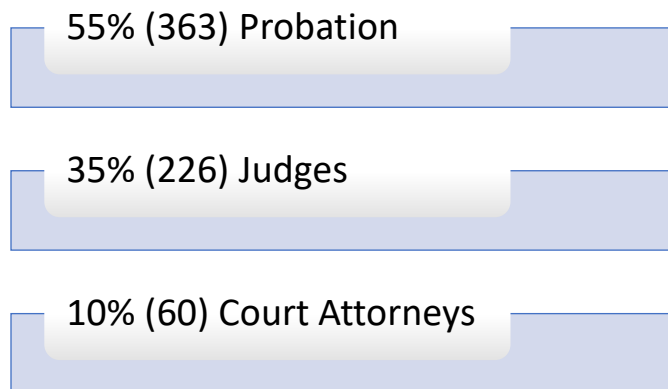 55% (363) Probation
35% (226) Judges
10% (60) Court Attorneys